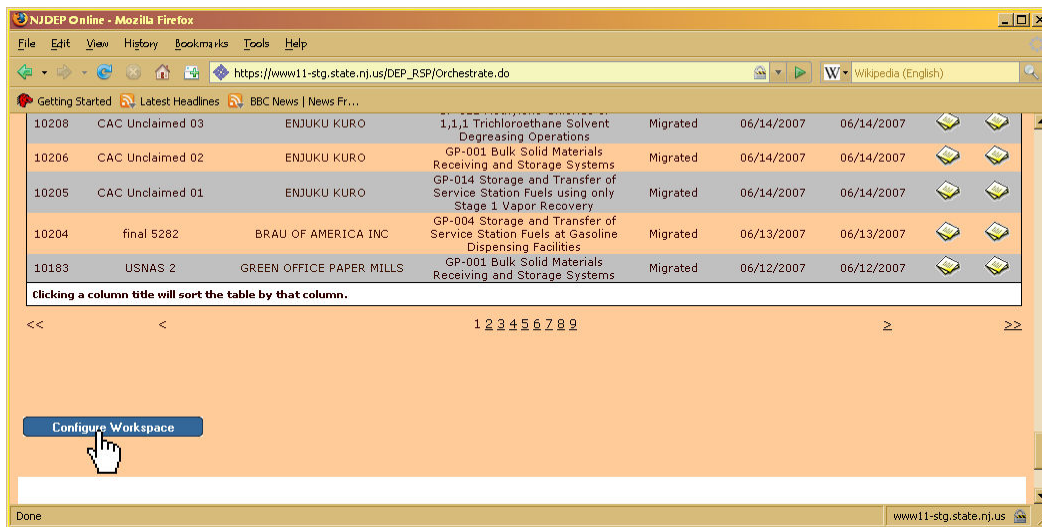 NJDEP Online - Mozilla Firefox
File Edit View History Bookmarks Tools Help
https://www11-stg.state.nj.us/DEP_RSP/Orchestrate.do
W Wikipedia (English)
Getting Started Latest Headlines BBC News | News Fr...
10208 CAC Unclaimed 03 ENJUKU KURO 1,1,1 Trichloroethane Solvent Degreasing Operations Migrated 06/14/2007 06/14/2007
10206 CAC Unclaimed 02 ENJUKU KURO GP-001 Bulk Solid Materials Receiving and Storage Systems Migrated 06/14/2007 06/14/2007
10205 CAC Unclaimed 01 ENJUKU KURO GP-014 Storage and Transfer of Service Station Fuels using only Stage 1 Vapor Recovery Migrated 06/14/2007 06/14/2007
10204 final 5282 BRAU OF AMERICA INC GP-004 Storage and Transfer of Service Station Fuels at Gasoline Dispensing Facilities Migrated 06/13/2007 06/13/2007
10183 USNAS 2 GREEN OFFICE PAPER MILLS GP-001 Bulk Solid Materials Receiving and Storage Systems Migrated 06/12/2007 06/12/2007
Clicking a column title will sort the table by that column.
<< < 1 2 3 4 5 6 7 8 9 > >>
Configure Workspace
Done www11-stg.state.nj.us